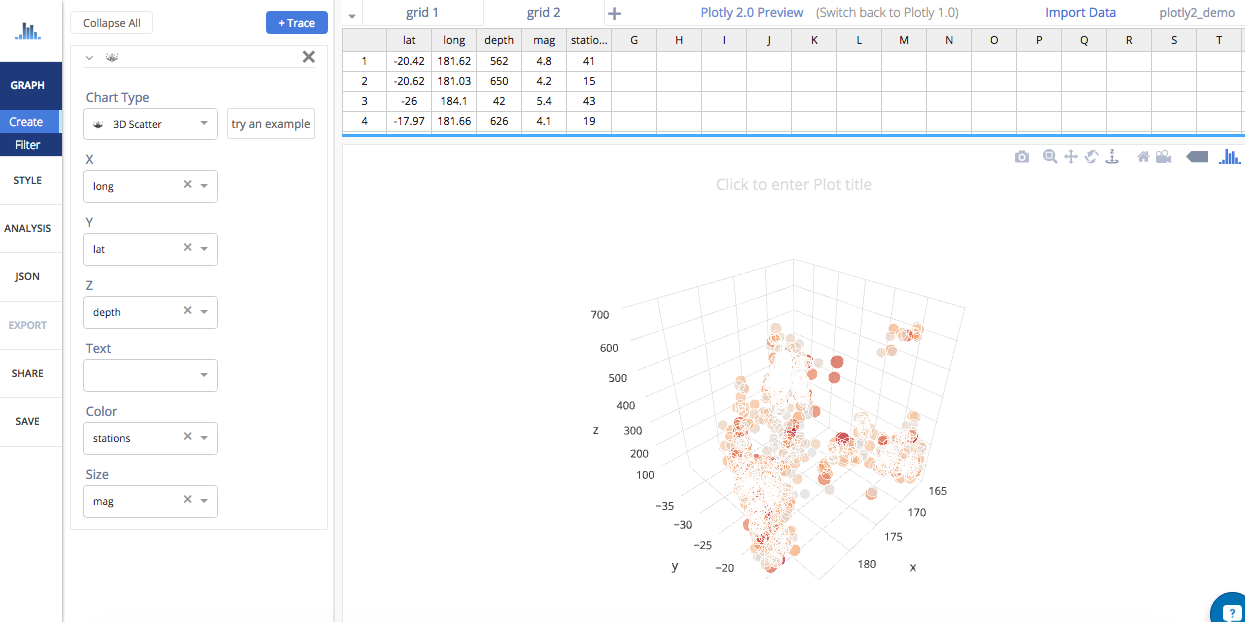 grid 1 grid 2 + Plotly 2.0 Preview (Switch back to Plotly 1.0) Import Data plotly2_demo
Collapse All + Trace
lat long depth mag statio... G H I J K L M N O P Q R S T
1 -20.42 181.62 562 4.8 41
2 -20.62 181.03 650 4.2 15
3 -26 184.1 42 5.4 43
4 -17.97 181.66 626 4.1 19
GRAPH
Create
Filter
STYLE
ANALYSIS
JSON
EXPORT
SHARE
SAVE
Chart Type
3D Scatter try an example
X
long
Y
lat
Z
depth
Text
Color
stations
Size
mag
Click to enter Plot title
700
600
500
400
300
200
100
z
−35
−30
−25
−20
y
165
170
175
180
x
?